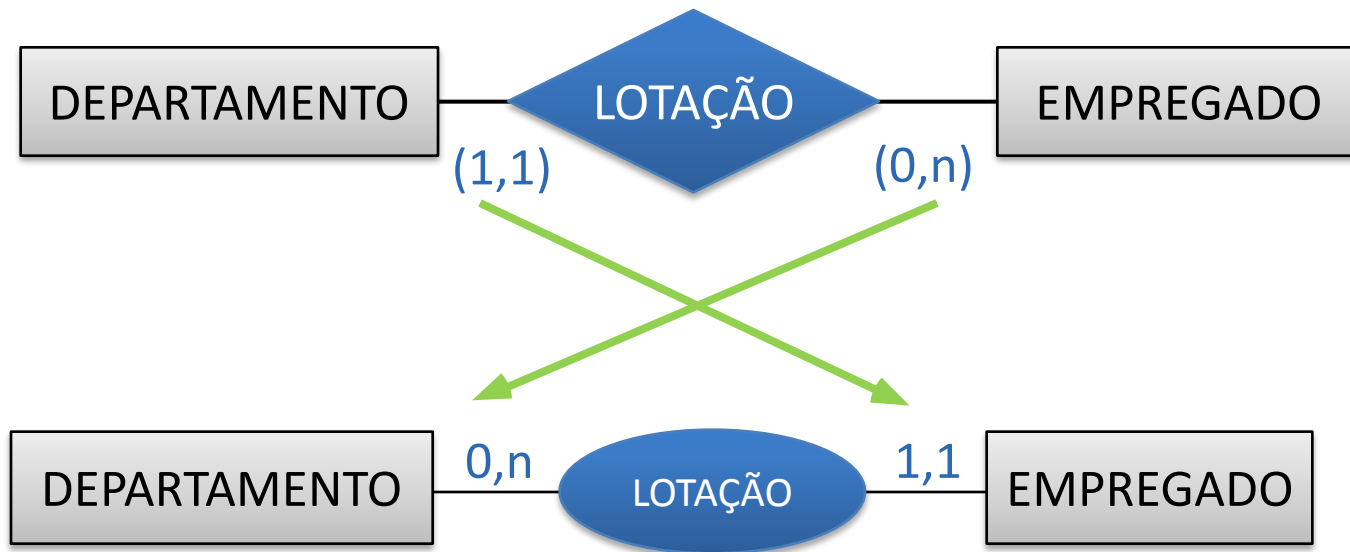 DEPARTAMENTO LOTAÇÃO EMPREGADO
(1,1) (0,n)
0,n 1,1
DEPARTAMENTO LOTAÇÃO EMPREGADO